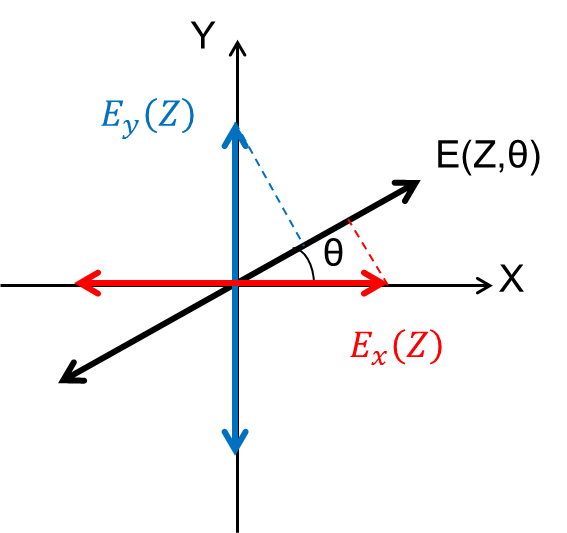 Y
E_y(Z)
E(Z,θ)
θ
X
E_x(Z)